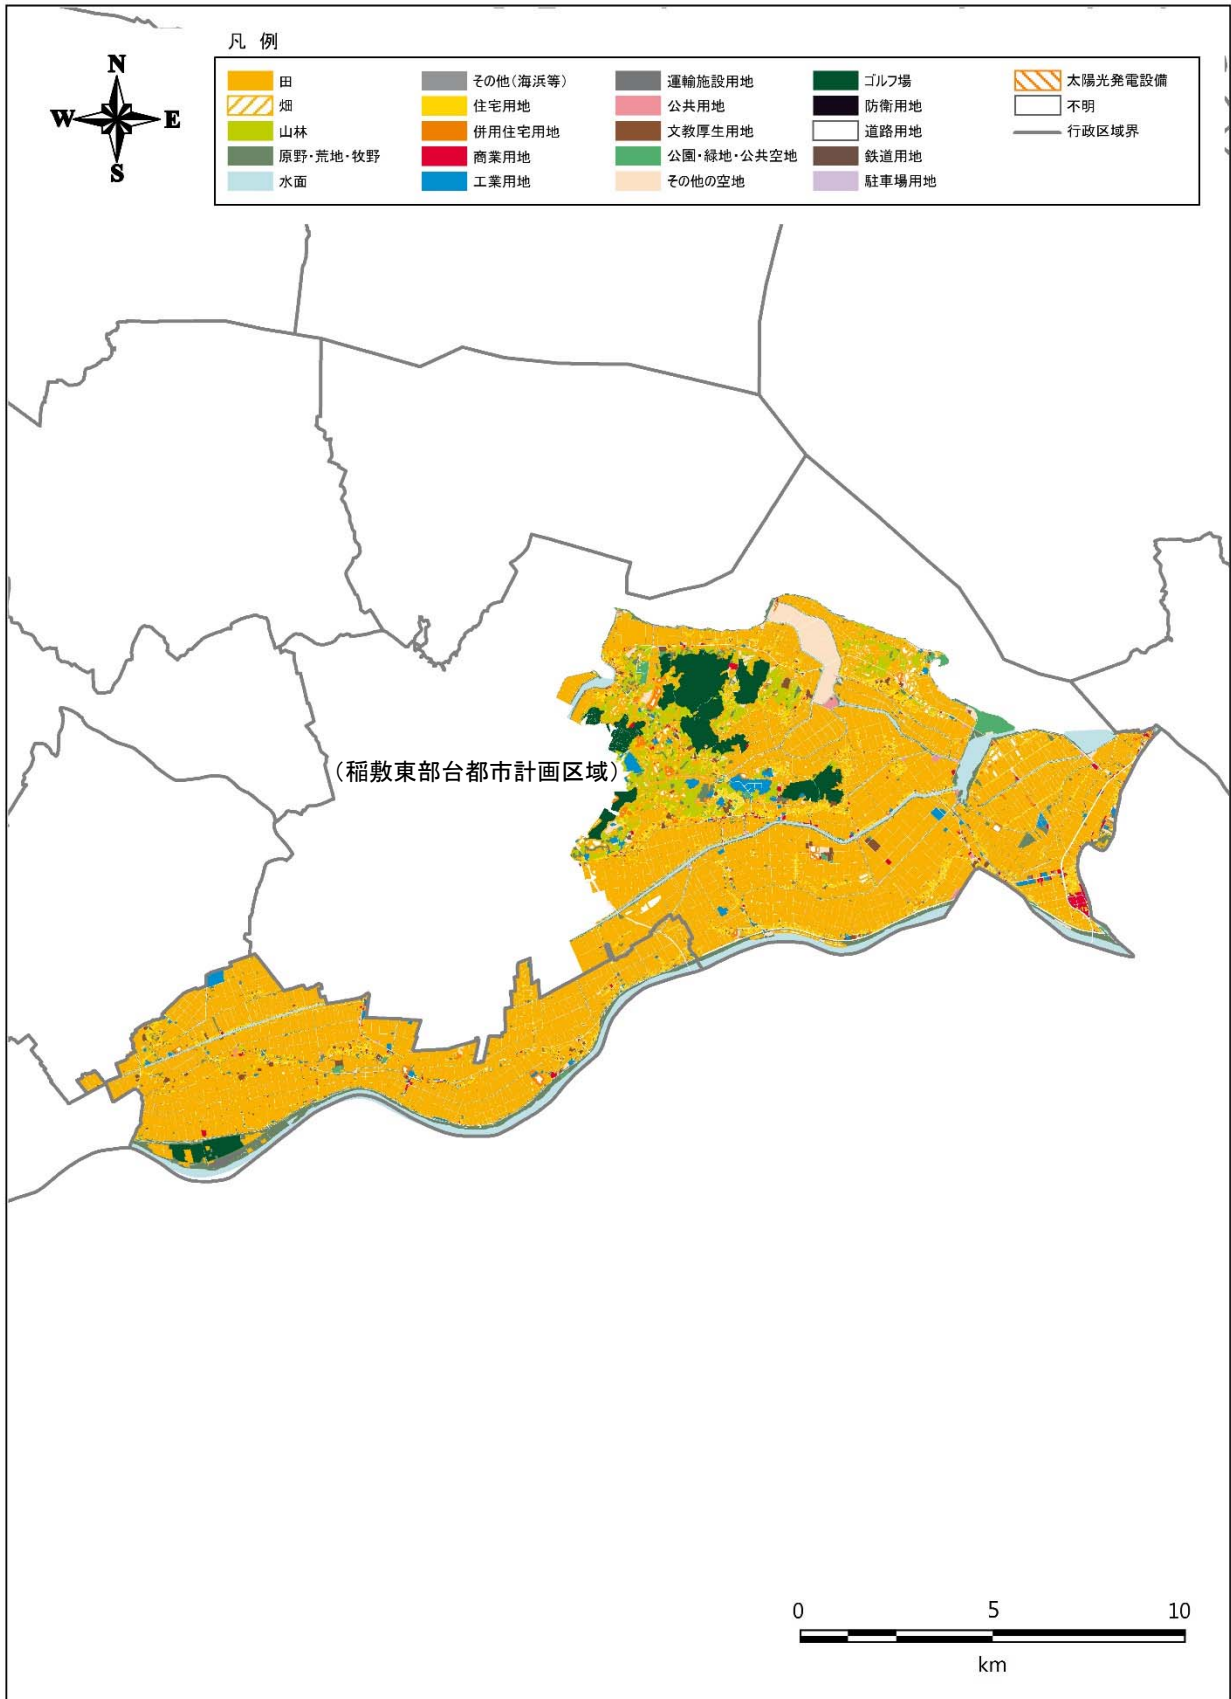 凡 例
N
W E
S
田 その他(海浜等) 運輸施設用地 ゴルフ場 太陽光発電設備
畑 住宅用地 公共用地 防衛用地 不明
山林 併用住宅用地 文教厚生用地 道路用地 行政区域界
原野・荒地・牧野 商業用地 公園・緑地・公共空地 鉄道用地
水面 工業用地 その他の空地 駐車場用地
(稲敷東部台都市計画区域)
0 5 10
km